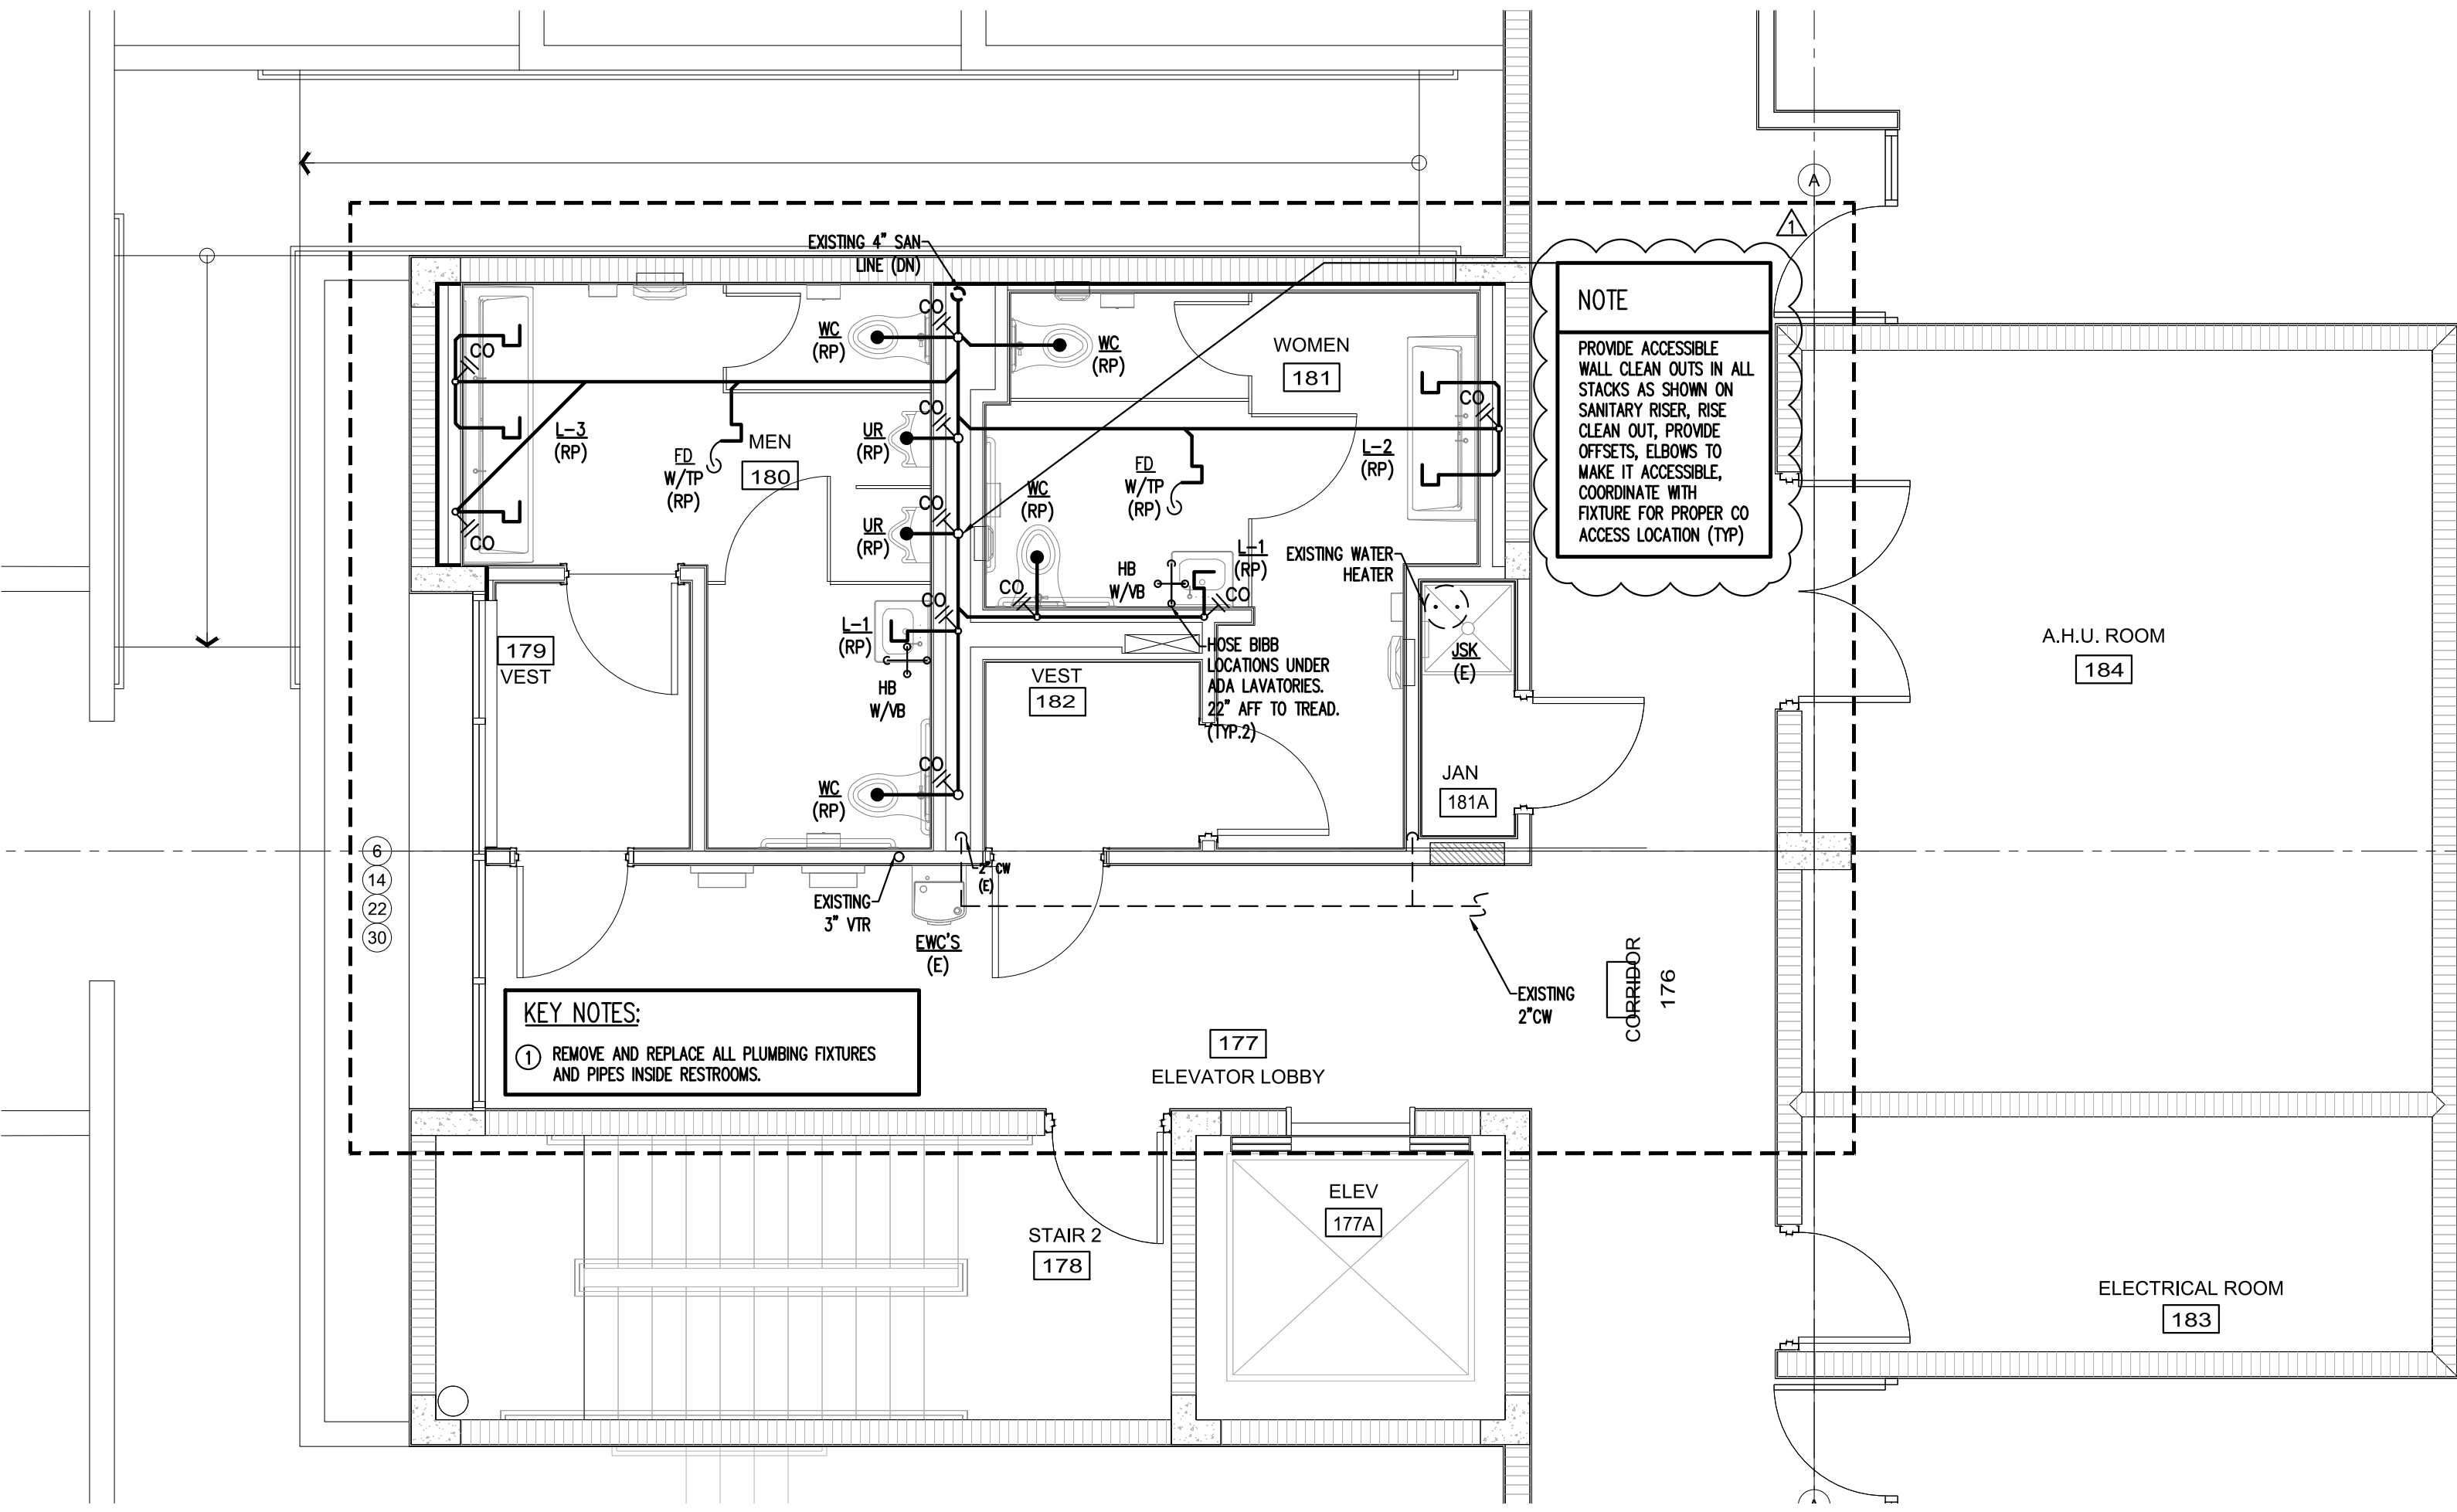 A
1
EXISTING 4" SAN
LINE (DN)
NOTE
PROVIDE ACCESSIBLE
WALL CLEAN OUTS IN ALL
STACKS AS SHOWN ON
SANITARY RISER, RISE
CLEAN OUT, PROVIDE
OFFSETS, ELBOWS TO
MAKE IT ACCESSIBLE,
COORDINATE WITH
FIXTURE FOR PROPER CO
ACCESS LOCATION (TYP)
CO
WC
(RP)
WC
(RP)
WOMEN
181
CO
CO
CO
L-3
(RP)
MEN
180
FD
W/TP
(RP)
UR
(RP)
FD
W/TP
(RP)
L-2
(RP)
WC
(RP)
CO
UR
(RP)
CO
EXISTING WATER
HEATER
L-1
(RP)
HB
W/VB
CO
CO
CO
L-1
(RP)
HB
W/VB
179
VEST
HOSE BIBB
LOCATIONS UNDER
ADA LAVATORIES.
22" AFF TO TREAD.
(TYP.2)
JSK
(E)
VEST
182
A.H.U. ROOM
184
CO
WC
(RP)
JAN
181A
6
14
22
30
2" CW
(E)
EXISTING
3" VTR
EWC'S
(E)
EXISTING
2"CW
CORRIDOR
176
KEY NOTES:
1 REMOVE AND REPLACE ALL PLUMBING FIXTURES
AND PIPES INSIDE RESTROOMS.
177
ELEVATOR LOBBY
ELEV
177A
STAIR 2
178
ELECTRICAL ROOM
183